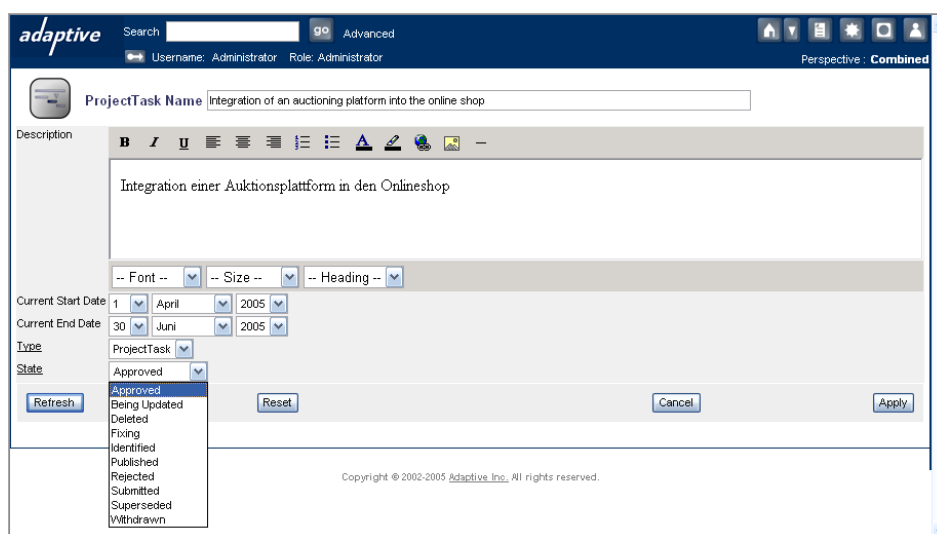 adaptive Search go Advanced
Username: Administrator Role: Administrator Perspective : Combined
ProjectTask Name Integration of an auctioning platform into the online shop
Description
B I U A
Integration einer Auktionsplattform in den Onlineshop
-- Font -- -- Size -- -- Heading --
Current Start Date 1 April 2005
Current End Date 30 Juni 2005
Type ProjectTask
State Approved
Approved
Refresh Reset Cancel Apply
Being Updated
Deleted
Fixing
Identified
Published
Rejected
Submitted
Superseded
Withdrawn
Copyright © 2002-2005 Adaptive Inc. All rights reserved.